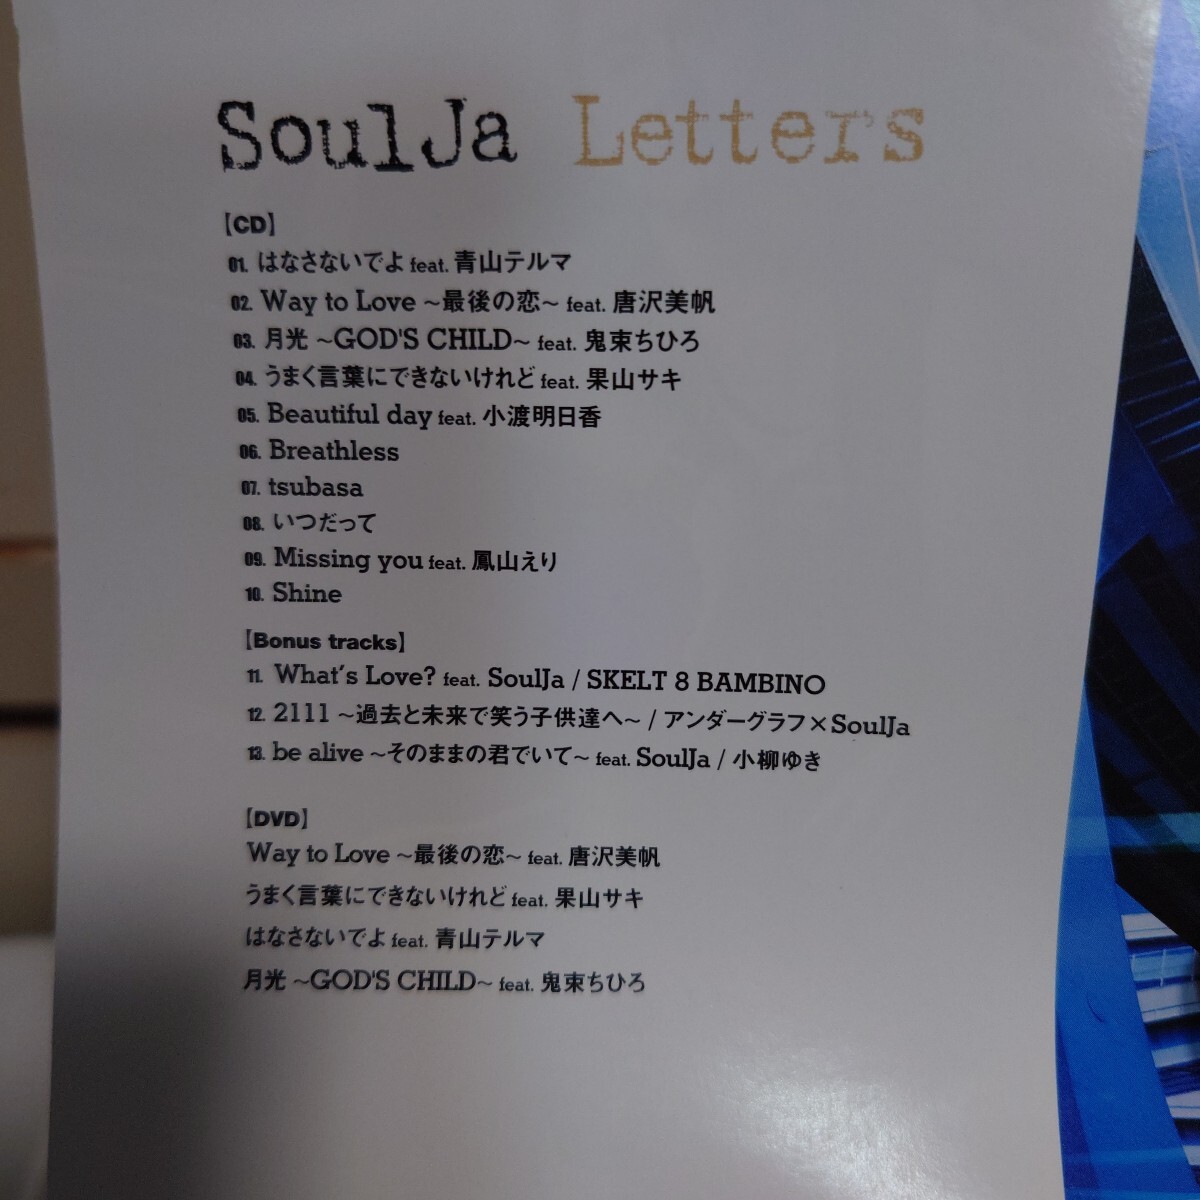 SoulJa Letters
【CD】
01. はなさないでよ feat. 青山テルマ
02. Way to Love ~最後の恋~ feat. 唐沢美帆
03. 月光 ~GOD'S CHILD~ feat. 鬼束ちひろ
04. うまく言葉にできないけれど feat. 果山サキ
05. Beautiful day feat. 小渡明日香
06. Breathless
07. tsubasa
08. いつだって
09. Missing you feat. 鳳山えり
10. Shine
【Bonus tracks】
11. What's Love? feat. SoulJa / SKELT 8 BAMBINO
12. 2111 ~過去と未来で笑う子供達へ~ / アンダーグラフ×SoulJa
13. be alive ~そのままの君でいて~ feat. SoulJa / 小柳ゆき
【DVD】
Way to Love ~最後の恋~ feat. 唐沢美帆
うまく言葉にできないけれど feat. 果山サキ
はなさないでよ feat. 青山テルマ
月光 ~GOD'S CHILD~ feat. 鬼束ちひろ